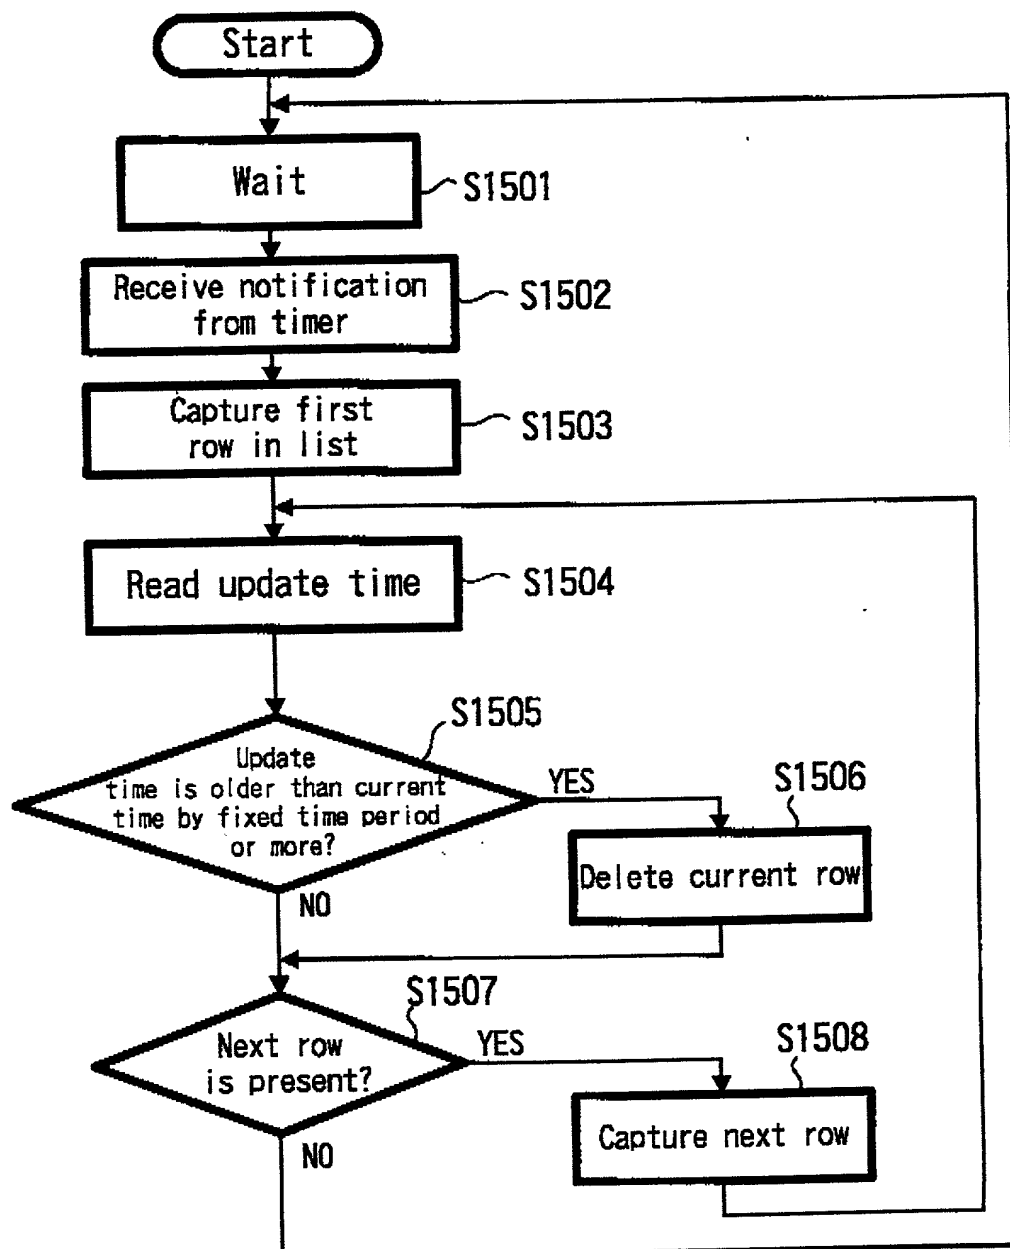 Start
Wait
S1501
Receive notification
from timer
S1502
Capture first
row in list
S1503
Read update time
S1504
S1505
Update
time is older than current
time by fixed time period
or more?
YES
S1506
Delete current row
NO
S1507
Next row
is present?
YES
S1508
Capture next row
NO